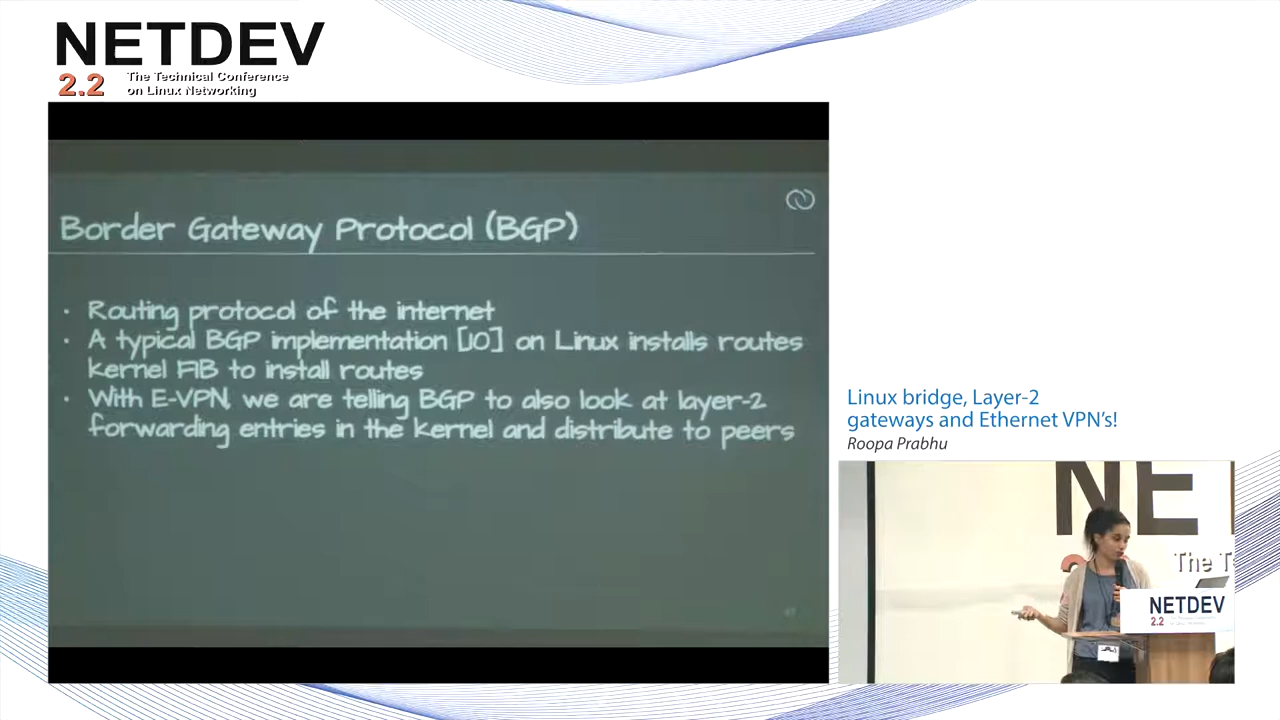 NETDEV
2.2 The Technical Conference
on Linux Networking
Border Gateway Protocol (BGP)
• Routing protocol of the internet
• A typical BGP implementation [10] on Linux installs routes
kernel FIB to install routes
• With E-VPN, we are telling BGP to also look at layer-2
forwarding entries in the kernel and distribute to peers
Linux bridge, Layer-2
gateways and Ethernet VPN's!
Roopa Prabhu
NE
The Te
NETDEV
2.2